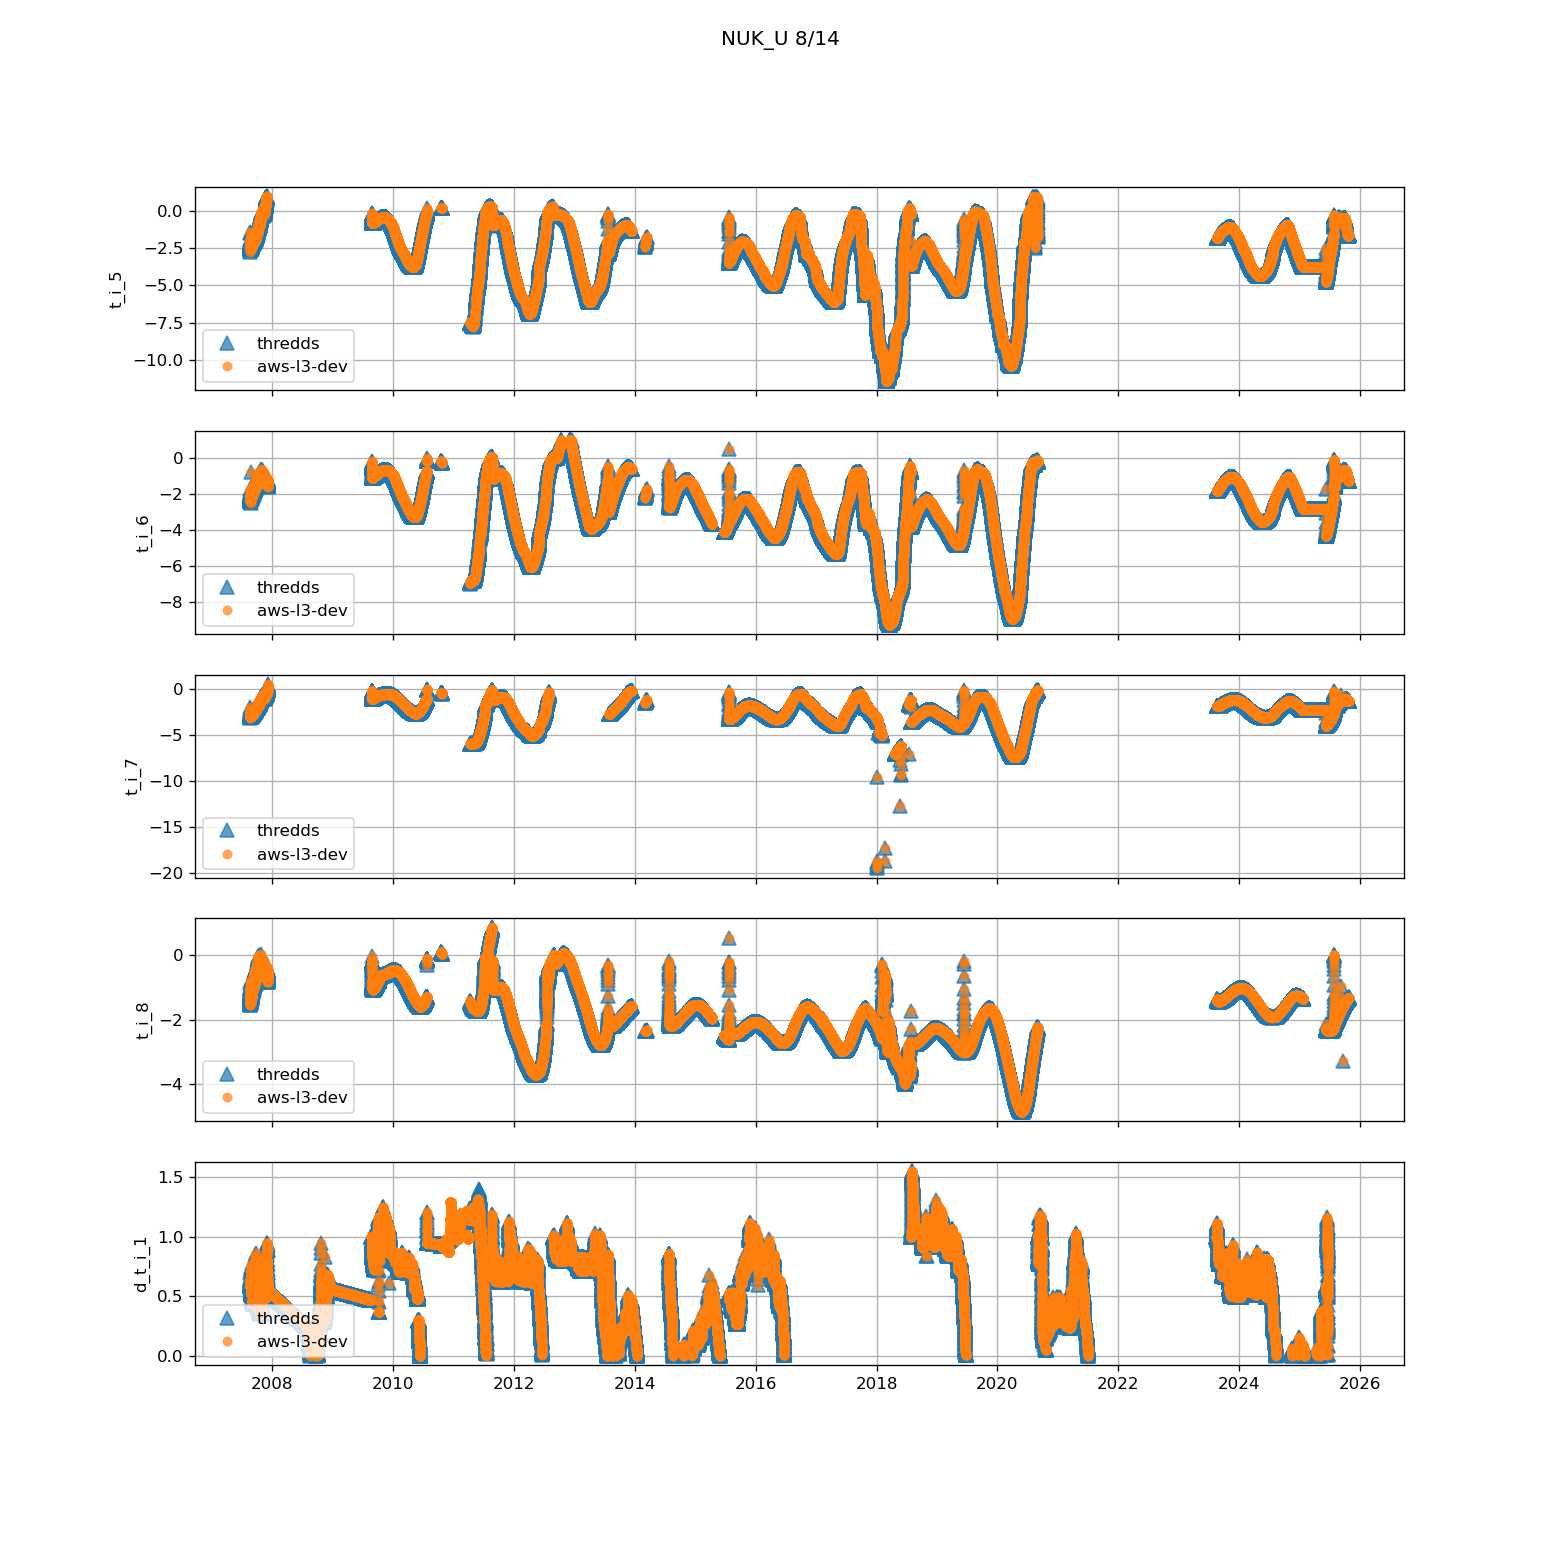 NUK_U 8/14
t_i_5
0.0
−2.5
−5.0
−7.5
−10.0
thredds
aws-l3-dev
t_i_6
0
−2
−4
−6
−8
thredds
aws-l3-dev
t_i_7
0
−5
−10
−15
−20
thredds
aws-l3-dev
t_i_8
0
−2
−4
thredds
aws-l3-dev
d_t_i_1
1.5
1.0
0.5
0.0
thredds
aws-l3-dev
2008 2010 2012 2014 2016 2018 2020 2022 2024 2026